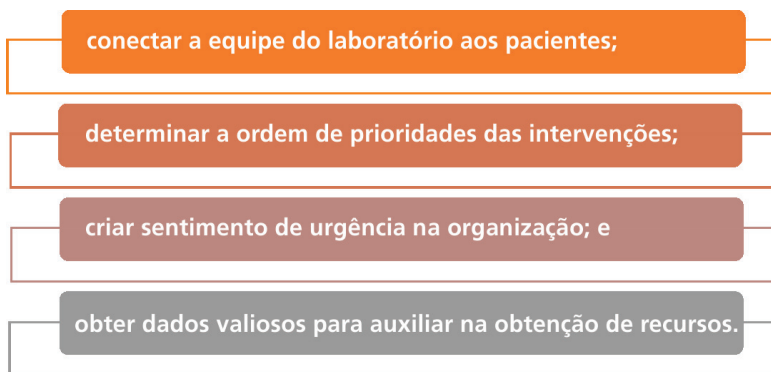 conectar a equipe do laboratório aos pacientes;
determinar a ordem de prioridades das intervenções;
criar sentimento de urgência na organização; e
obter dados valiosos para auxiliar na obtenção de recursos.